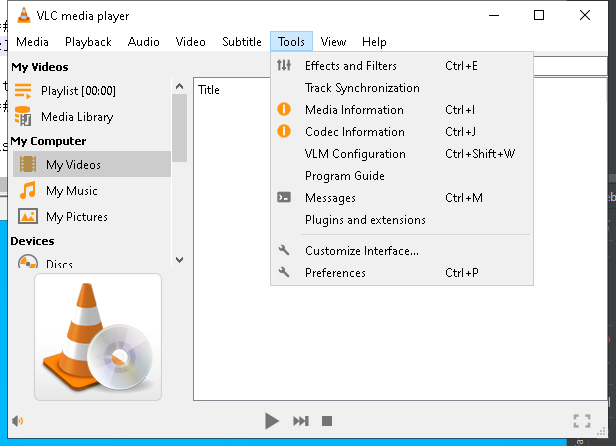 VLC media player
Media Playback Audio Video Subtitle Tools View Help
My Videos
Playlist [00:00]
Media Library
My Computer
My Videos
My Music
My Pictures
Devices
Discs
Title
Effects and Filters Ctrl+E
Track Synchronization
Media Information Ctrl+I
Codec Information Ctrl+J
VLM Configuration Ctrl+Shift+W
Program Guide
Messages Ctrl+M
Plugins and extensions
Customize Interface...
Preferences Ctrl+P